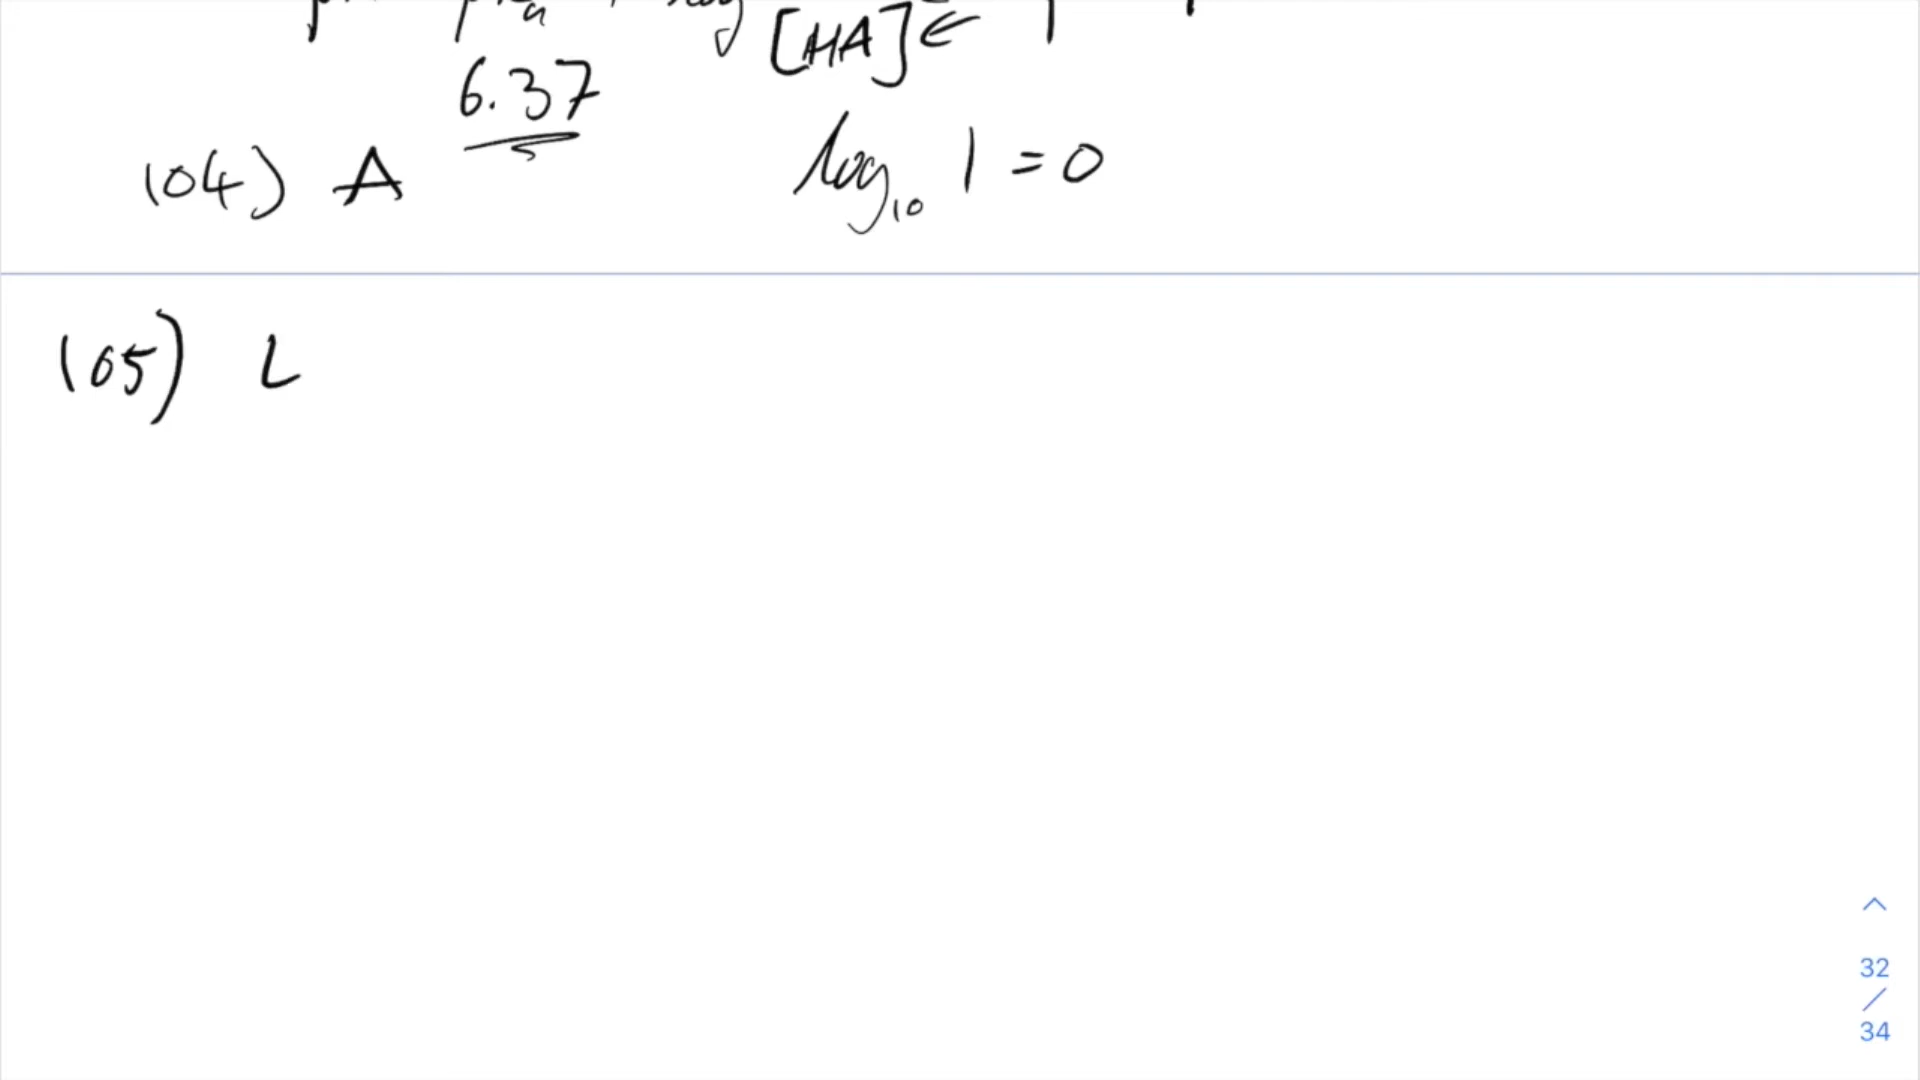 [HA]
6.37
104) A log₁₀ 1 = 0
105) L
32
/
34